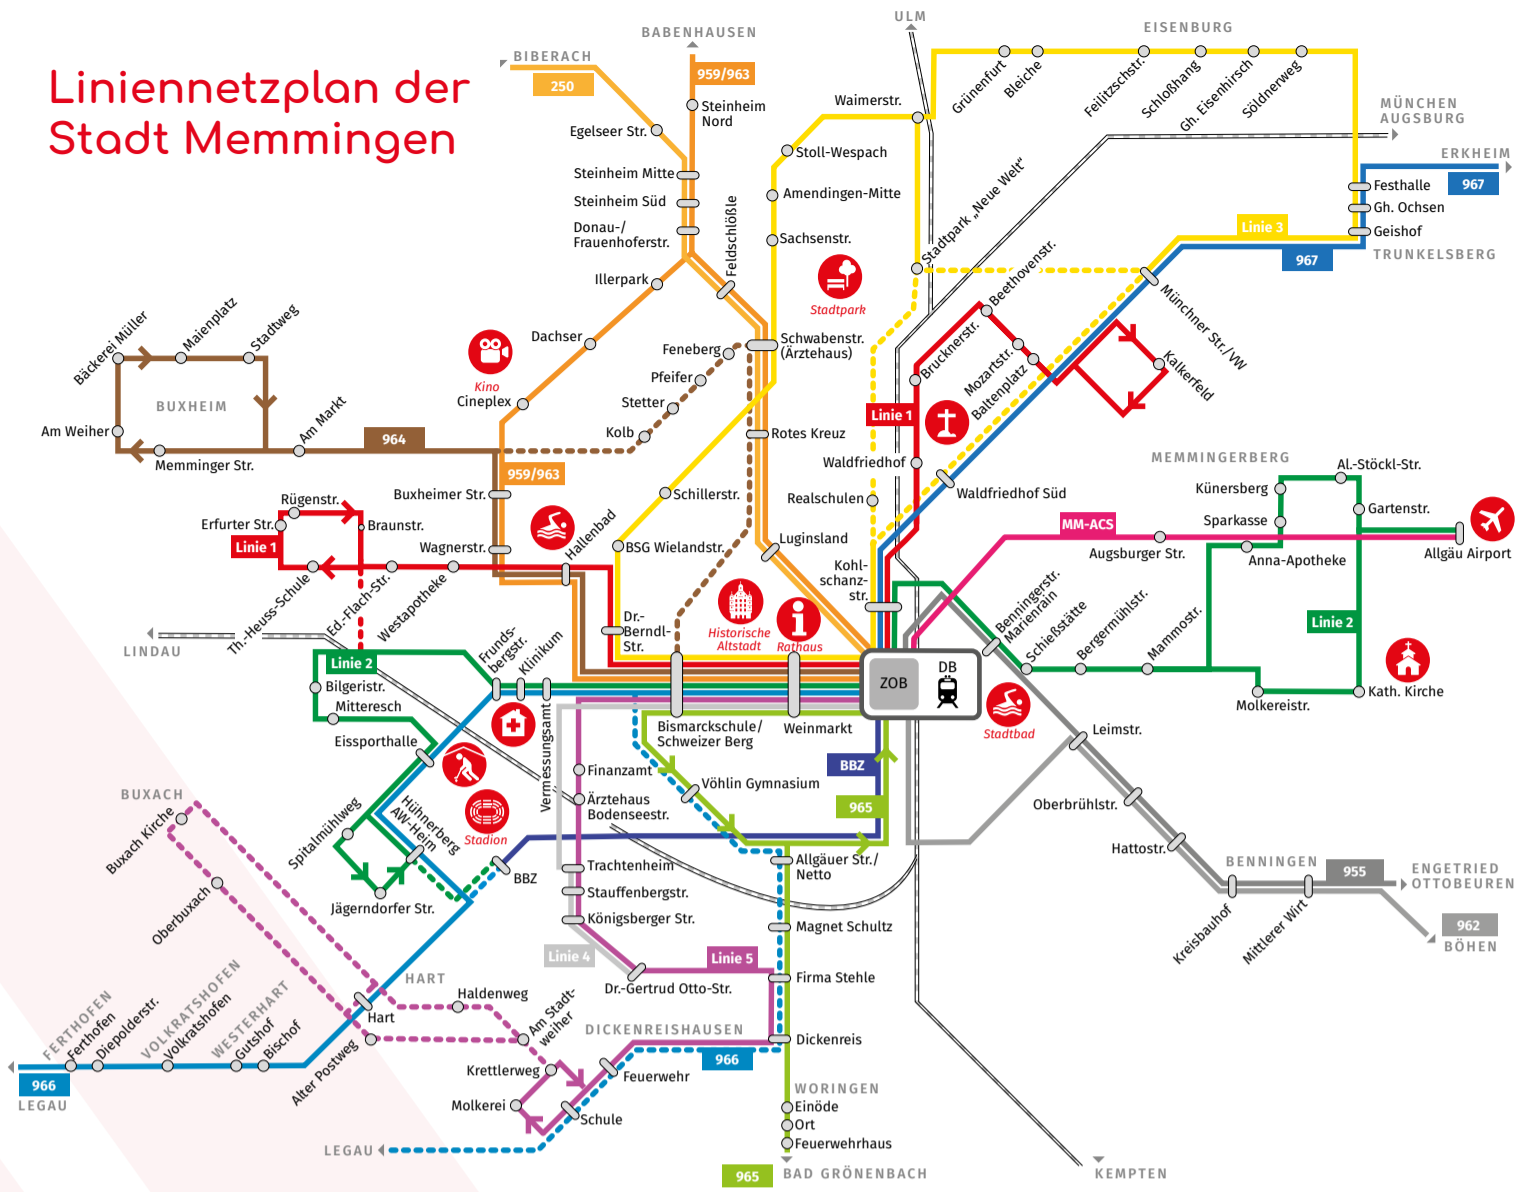 Liniennetzplan der
Stadt Memmingen
BIBERACH
250
BABENHAUSEN
959/963
Steinheim
Nord
Egelseer Str.
Steinheim Mitte
Steinheim Süd
Donau-/
Frauenhoferstr.
Illerpark
Dachser
Kino
Cineplex
Feldschlößle
ULM
EISENBURG
Waimerstr.
Grünenfurt
Bleiche
Feilitzschstr.
Schloßhang
Gh. Eisenhirsch
Söldnerweg
MÜNCHEN
AUGSBURG
ERKHEIM
967
Festhalle
Gh. Ochsen
Geishof
TRUNKELSBERG
Linie 3
967
Stoll-Wespach
Amendingen-Mitte
Sachsenstr.
Stadtpark
Stadtpark „Neue Welt“
Beethovenstr.
Brucknerstr.
Mozartstr.
Baltenplatz
Münchner Str./VW
Kalkerfeld
Schwabenstr.
(Ärztehaus)
Feneberg
Pfeifer
Stetter
Kolb
Rotes Kreuz
Linie 1
Waldfriedhof
Realschulen
Waldfriedhof Süd
Bäckerei Müller
Maienplatz
Stadtweg
BUXHEIM
Am Weiher
Memminger Str.
Am Markt
964
959/963
Buxheimer Str.
Wagnerstr.
Hallenbad
Schillerstr.
BSG Wielandstr.
Luginsland
Kohl-
schanz-
str.
Rügenstr.
Erfurter Str.
Braunstr.
Linie 1
Th.-Heuss-Schule
Ed.-Flach-Str.
Westapotheke
LINDAU
Dr.-
Berndl-
Str.
Historische
Altstadt
Rathaus
MEMMINGERBERG
Al.-Stöckl-Str.
Künersberg
Gartenstr.
Sparkasse
MM-ACS
Augsburger Str.
Anna-Apotheke
Allgäu Airport
Linie 2
Benningerstr.
Marienrain
Schießstätte
Bergermühlstr.
Mammostr.
Molkereistr.
Kath. Kirche
ZOB
DB
Stadtbad
Linie 2
Bilgeristr.
Mitteresch
Eissporthalle
Frunds-
bergstr.
Klinikum
Vermessungsamt
Bismarckschule/
Schweizer Berg
Weinmarkt
Leimstr.
Oberbrühlstr.
Hattostr.
BENNINGEN
955
ENGETRIED
OTTOBEUREN
962
BÖHEN
Kreisbauhof
Mittlerer Wirt
BBZ
965
Finanzamt
Ärztehaus
Bodenseestr.
Vöhlin Gymnasium
Stadion
Hühnerberg
AW-Heim
Spitalmühlweg
Jägerndorfer Str.
BBZ
BUXACH
Buxach Kirche
Oberbuxach
Trachtenheim
Stauffenbergstr.
Königsberger Str.
Linie 4
Linie 5
Dr.-Gertrud Otto-Str.
Allgäuer Str./
Netto
Magnet Schultz
Firma Stehle
Dickenreis
HART
Hart
Haldenweg
Am Stadt-
weiher
Alter Postweg
Krettlerweg
Molkerei
DICKENREISHAUSEN
966
Feuerwehr
Schule
FERTHOFEN
Ferthofen
Diepolderstr.
VOLKRATSHOFEN
Volkratshofen
WESTERHART
Gutshof
Bischof
966
LEGAU
LEGAU
WORINGEN
Einöde
Ort
Feuerwehrhaus
965
BAD GRÖNENBACH
KEMPTEN